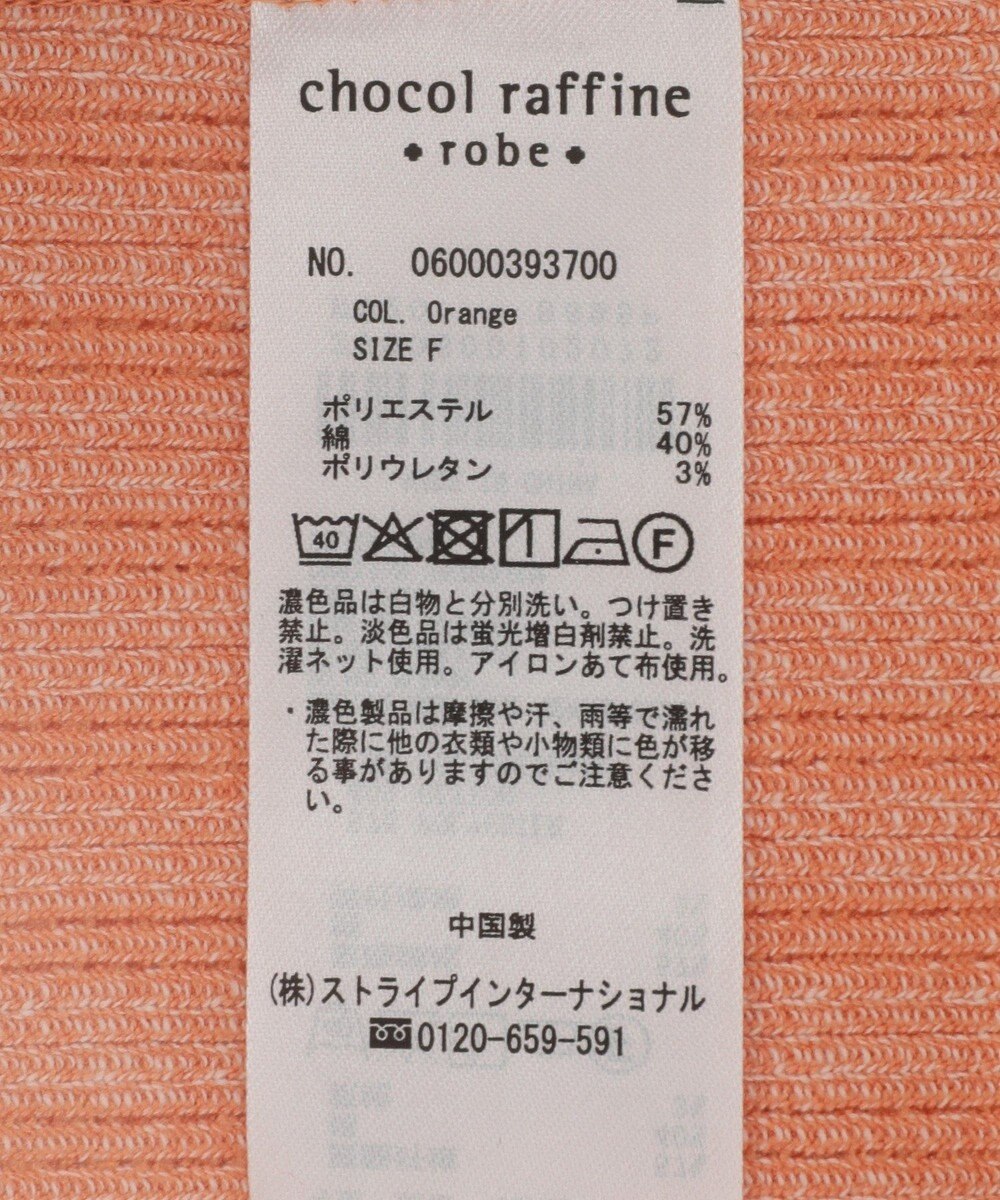 chocol raffine
robe
NO. 06000393700
COL. Orange
SIZE F
ポリエステル 57%
綿 40%
ポリウレタン 3%
40 F
濃色品は白物と分別洗い。つけ置き
禁止。淡色品は蛍光増白剤禁止。洗
濯ネット使用。アイロンあて布使用。
・濃色製品は摩擦や汗、雨等で濡れ
た際に他の衣類や小物類に色が移
る事がありますのでご注意くださ
い。
中国製
(株)ストライプインターナショナル
0120-659-591